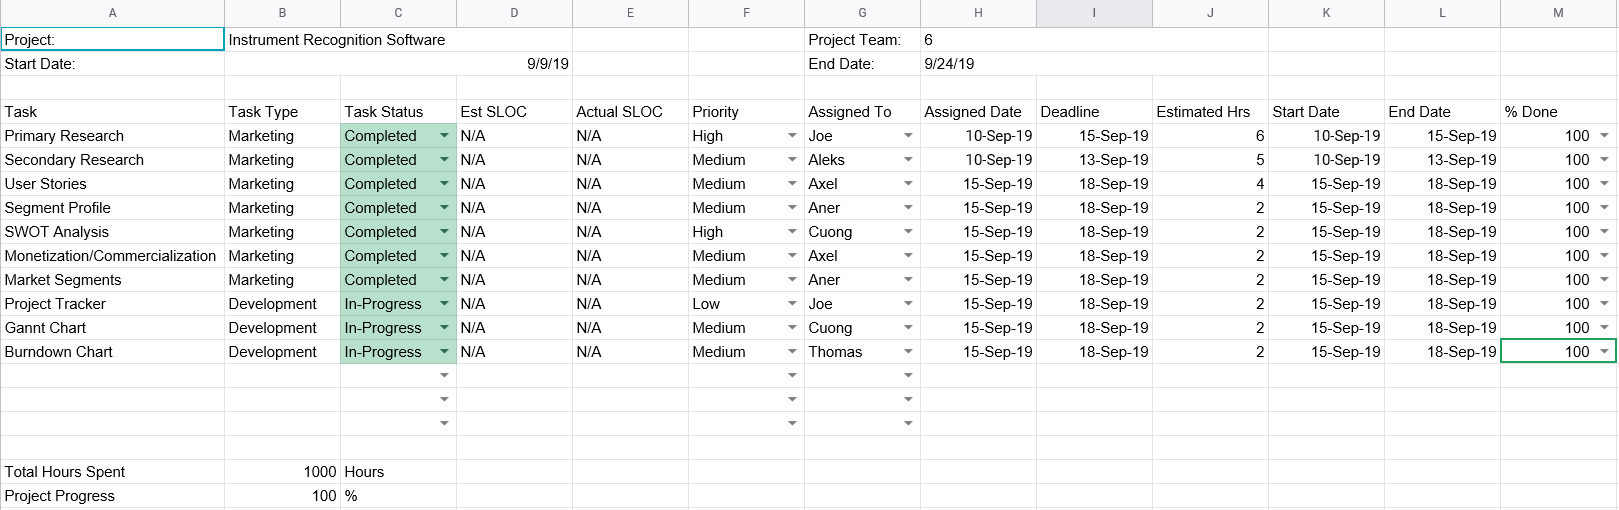 A B C D E F G H I J K L M
Project: Instrument Recognition Software Project Team: 6
Start Date: 9/9/19 End Date: 9/24/19
Task Task Type Task Status Est SLOC Actual SLOC Priority Assigned To Assigned Date Deadline Estimated Hrs Start Date End Date % Done
Primary Research Marketing Completed N/A N/A High Joe 10-Sep-19 15-Sep-19 6 10-Sep-19 15-Sep-19 100
Secondary Research Marketing Completed N/A N/A Medium Aleks 10-Sep-19 13-Sep-19 5 10-Sep-19 13-Sep-19 100
User Stories Marketing Completed N/A N/A Medium Axel 15-Sep-19 18-Sep-19 4 15-Sep-19 18-Sep-19 100
Segment Profile Marketing Completed N/A N/A Medium Aner 15-Sep-19 18-Sep-19 2 15-Sep-19 18-Sep-19 100
SWOT Analysis Marketing Completed N/A N/A High Cuong 15-Sep-19 18-Sep-19 2 15-Sep-19 18-Sep-19 100
Monetization/Commercialization Marketing Completed N/A N/A Medium Axel 15-Sep-19 18-Sep-19 2 15-Sep-19 18-Sep-19 100
Market Segments Marketing Completed N/A N/A Medium Aner 15-Sep-19 18-Sep-19 2 15-Sep-19 18-Sep-19 100
Project Tracker Development In-Progress N/A N/A Low Joe 15-Sep-19 18-Sep-19 2 15-Sep-19 18-Sep-19 100
Gannt Chart Development In-Progress N/A N/A Medium Cuong 15-Sep-19 18-Sep-19 2 15-Sep-19 18-Sep-19 100
Burndown Chart Development In-Progress N/A N/A Medium Thomas 15-Sep-19 18-Sep-19 2 15-Sep-19 18-Sep-19 100
Total Hours Spent 1000 Hours
Project Progress 100 %